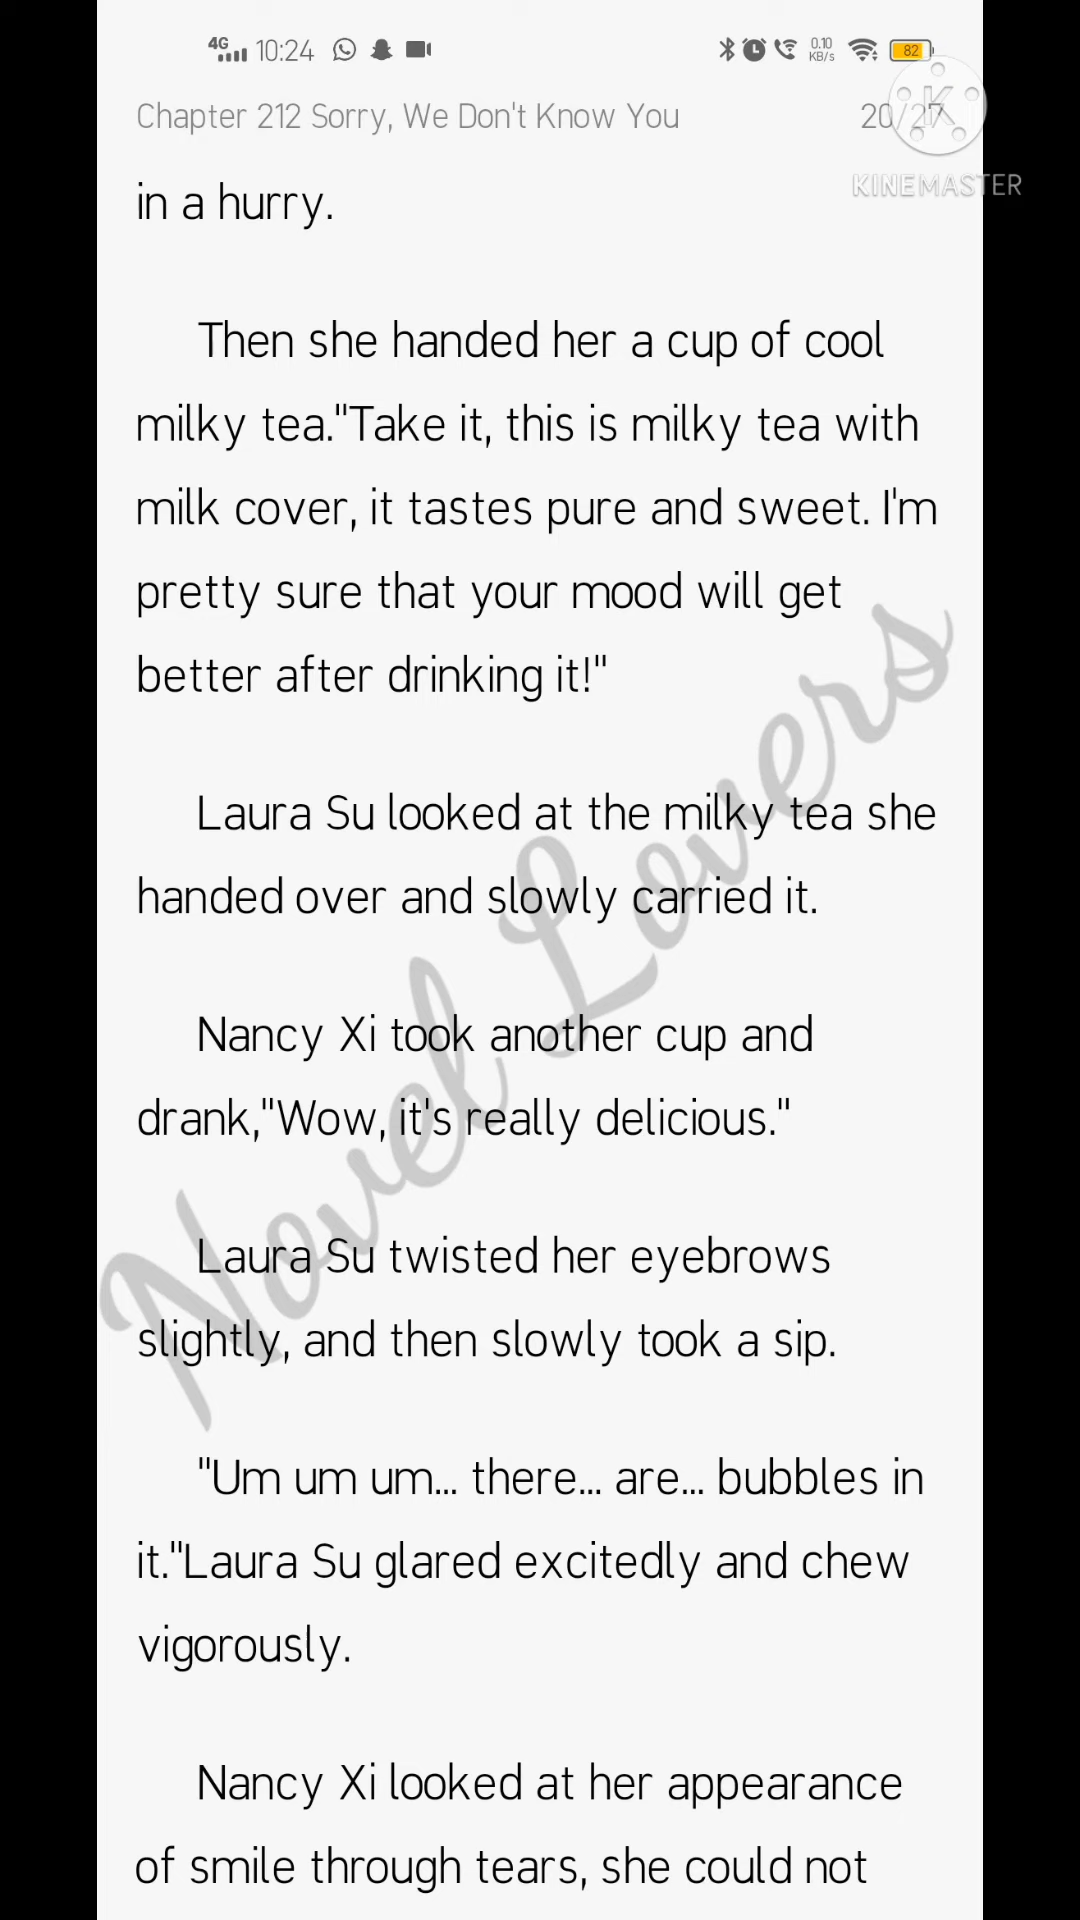 4G 10:24 0.10 KB/s 82
Chapter 212 Sorry, We Don't Know You 20/27
KINEMASTER
in a hurry.
Then she handed her a cup of cool
milky tea."Take it, this is milky tea with
milk cover, it tastes pure and sweet. I'm
pretty sure that your mood will get
better after drinking it!"
Laura Su looked at the milky tea she
handed over and slowly carried it.
Nancy Xi took another cup and
drank,"Wow, it's really delicious."
Laura Su twisted her eyebrows
slightly, and then slowly took a sip.
"Um um um... there... are... bubbles in
it."Laura Su glared excitedly and chew
vigorously.
Nancy Xi looked at her appearance
of smile through tears, she could not
Novel Lovers